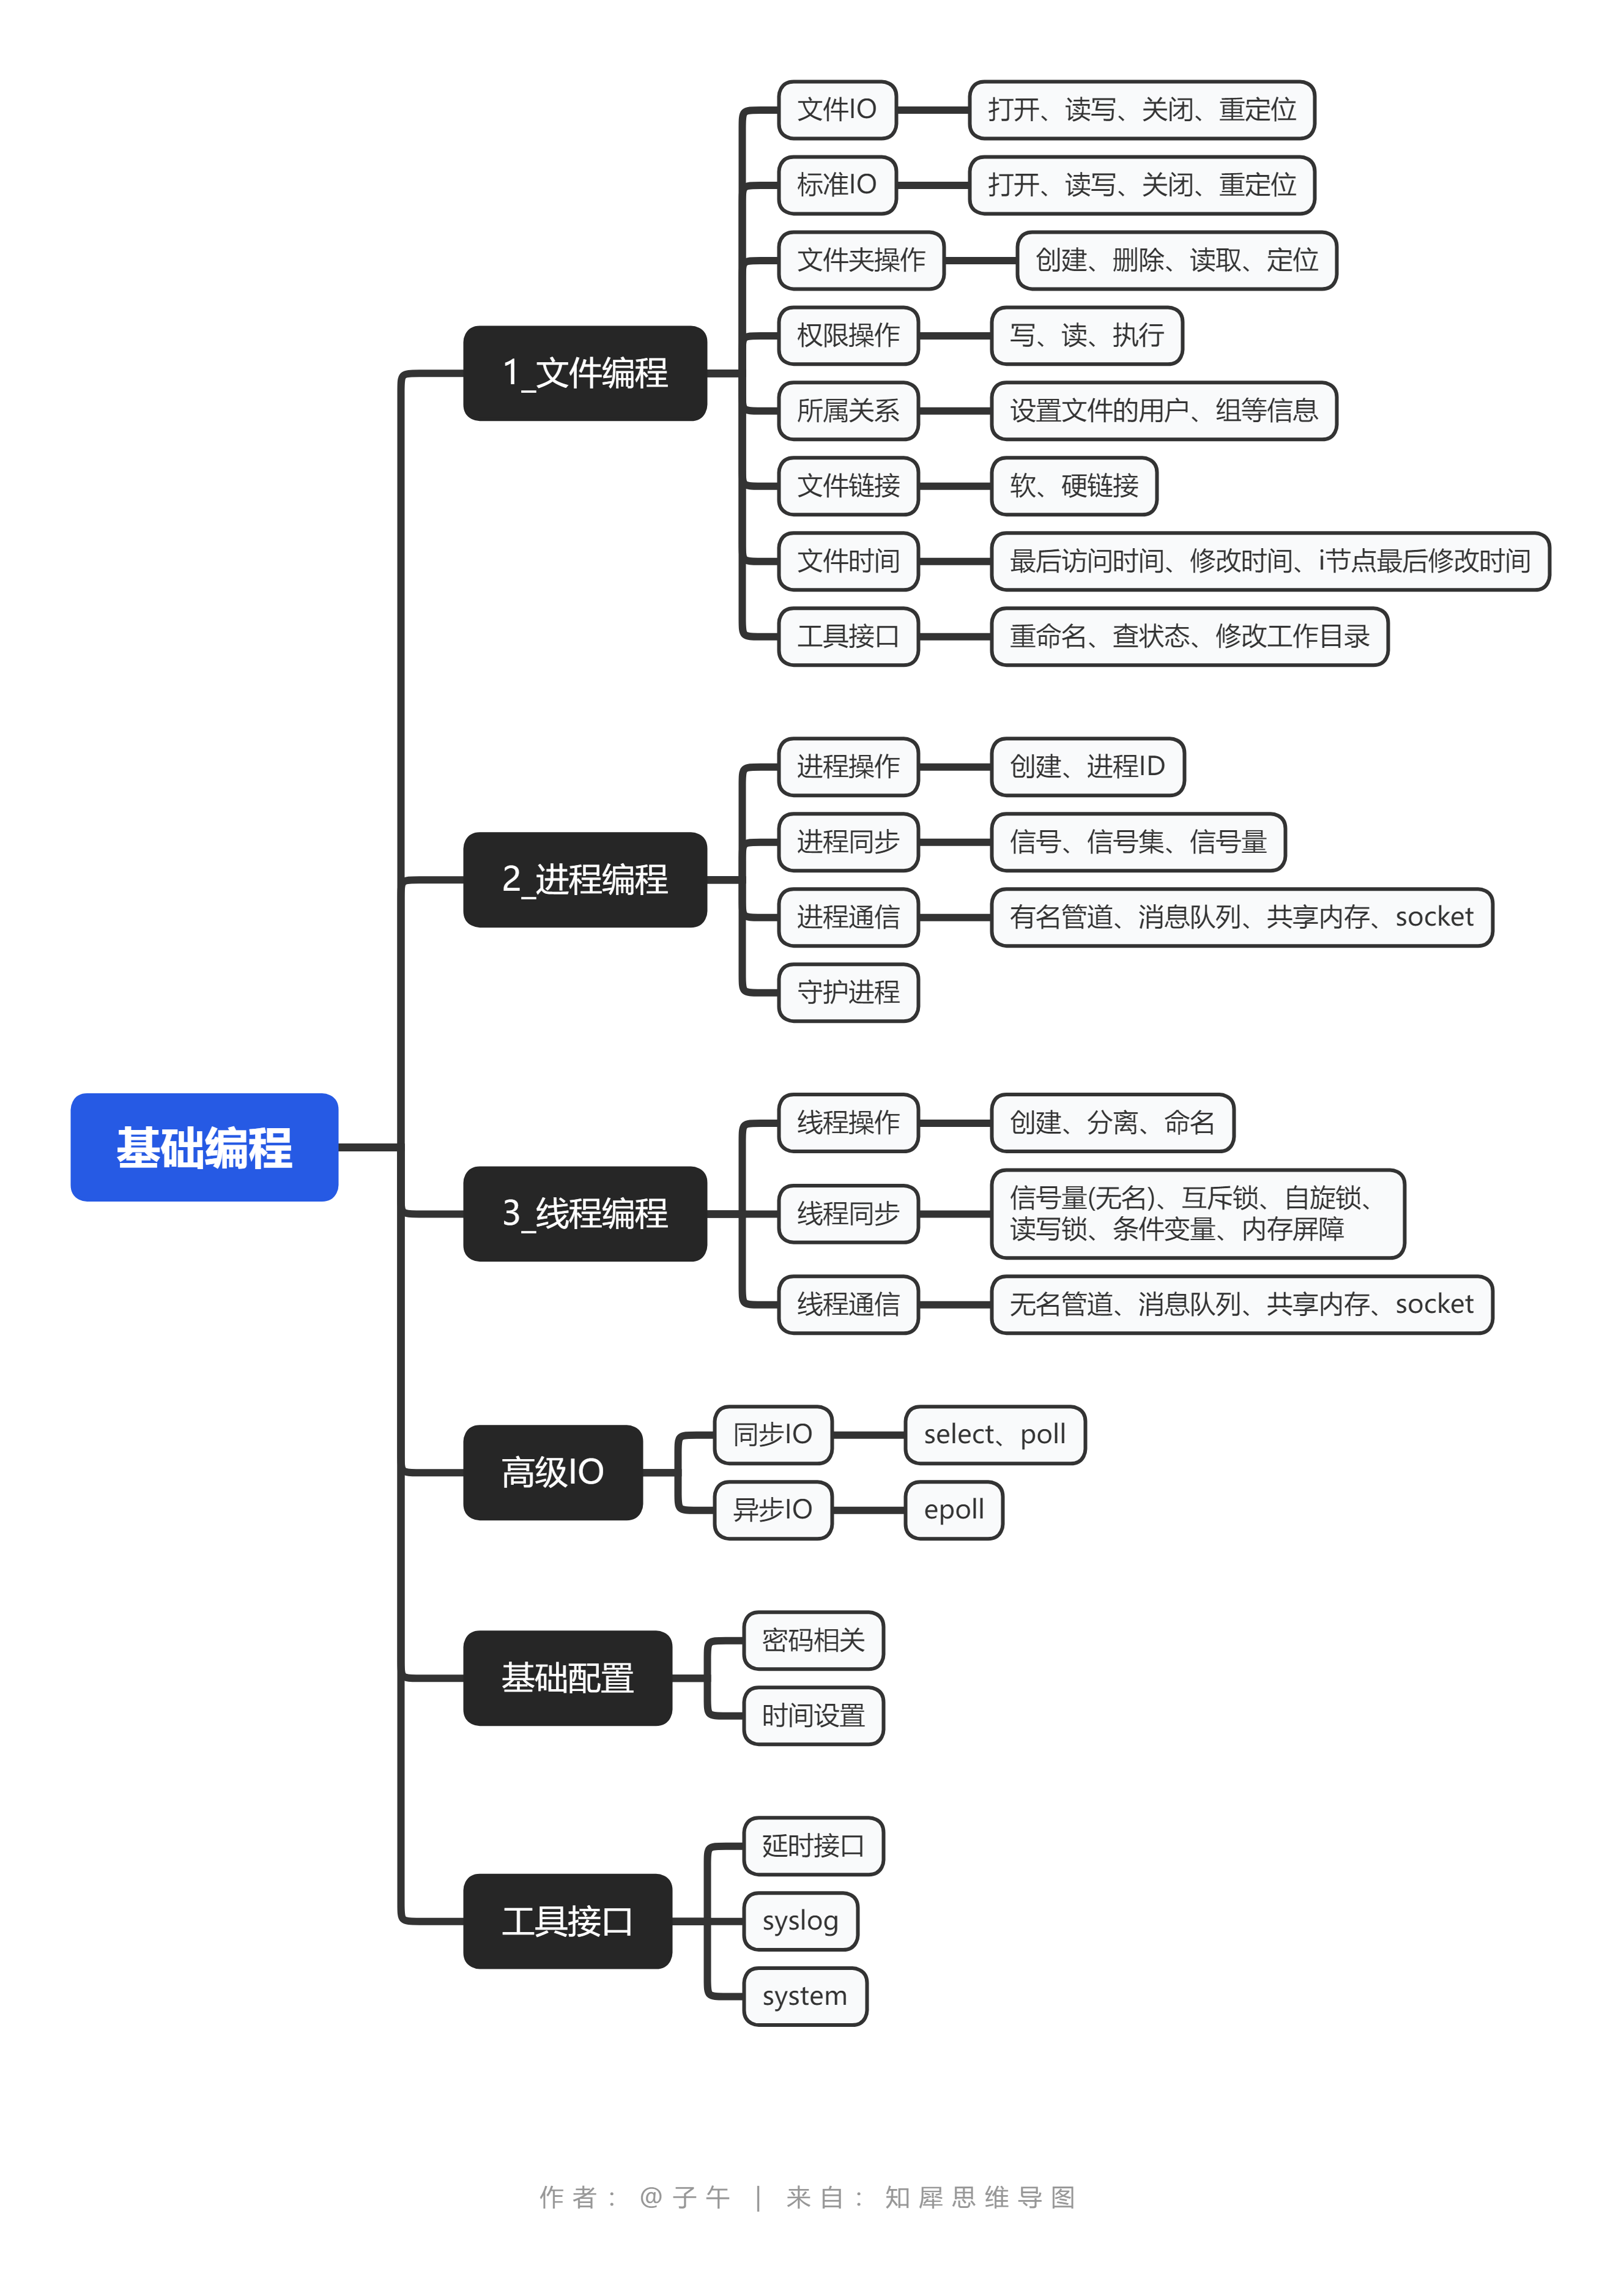 基础编程
1_文件编程
文件IO
打开、读写、关闭、重定位
标准IO
打开、读写、关闭、重定位
文件夹操作
创建、删除、读取、定位
权限操作
写、读、执行
所属关系
设置文件的用户、组等信息
文件链接
软、硬链接
文件时间
最后访问时间、修改时间、i节点最后修改时间
工具接口
重命名、查状态、修改工作目录
2_进程编程
进程操作
创建、进程ID
进程同步
信号、信号集、信号量
进程通信
有名管道、消息队列、共享内存、socket
守护进程
3_线程编程
线程操作
创建、分离、命名
线程同步
信号量(无名)、互斥锁、自旋锁、
读写锁、条件变量、内存屏障
线程通信
无名管道、消息队列、共享内存、socket
高级IO
同步IO
select、poll
异步IO
epoll
基础配置
密码相关
时间设置
工具接口
延时接口
syslog
system
作者：@子午 | 来自：知犀思维导图